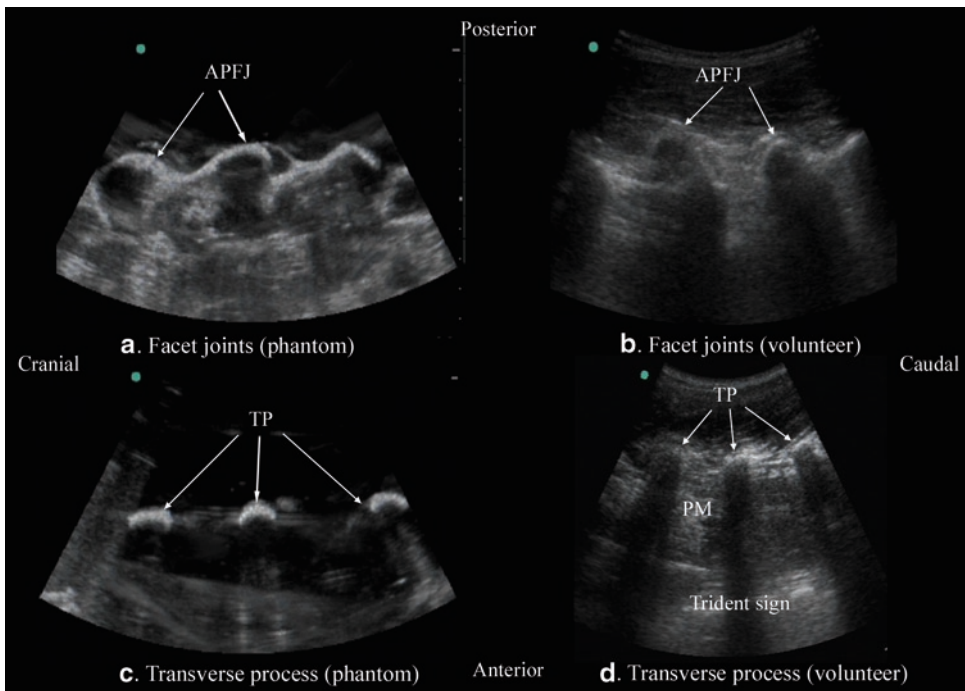 Posterior
APFJ
APFJ
a. Facet joints (phantom)
b. Facet joints (volunteer)
Cranial
Caudal
TP
TP
PM
Trident sign
c. Transverse process (phantom)
Anterior
d. Transverse process (volunteer)